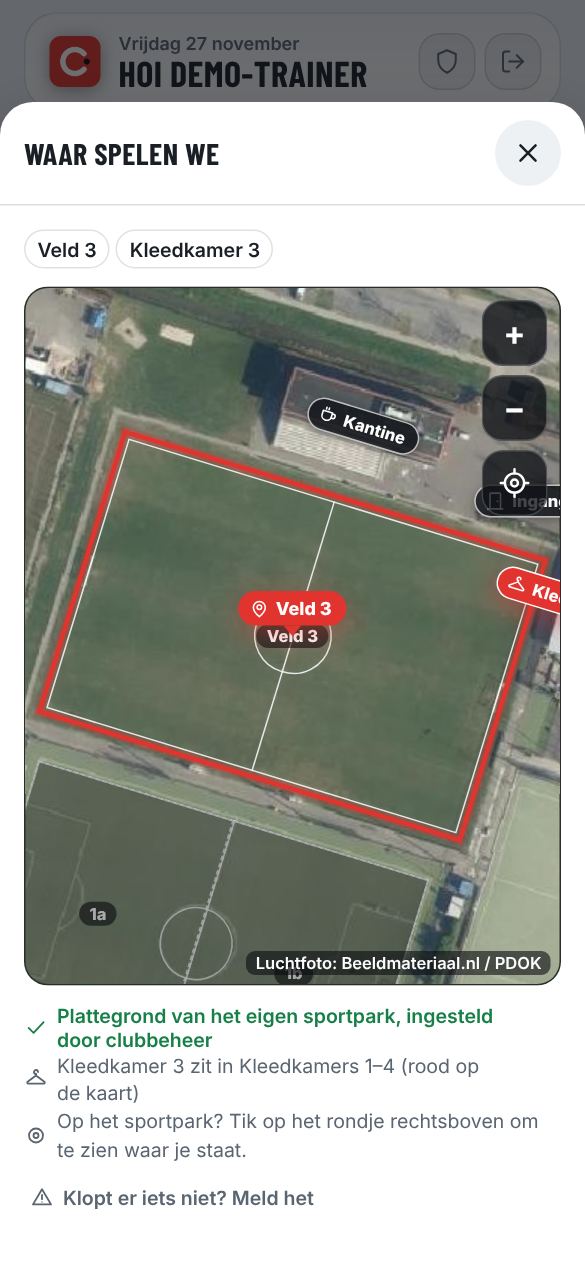 Vrijdag 27 november
HOI DEMO-TRAINER
WAAR SPELEN WE
Veld 3
Kleedkamer 3
+
−
Kantine
Veld 3
Veld 3
1a
Luchtfoto: Beeldmateriaal.nl / PDOK
Plattegrond van het eigen sportpark, ingesteld
door clubbeheer
Kleedkamer 3 zit in Kleedkamers 1–4 (rood op
de kaart)
Op het sportpark? Tik op het rondje rechtsboven om
te zien waar je staat.
Klopt er iets niet? Meld het